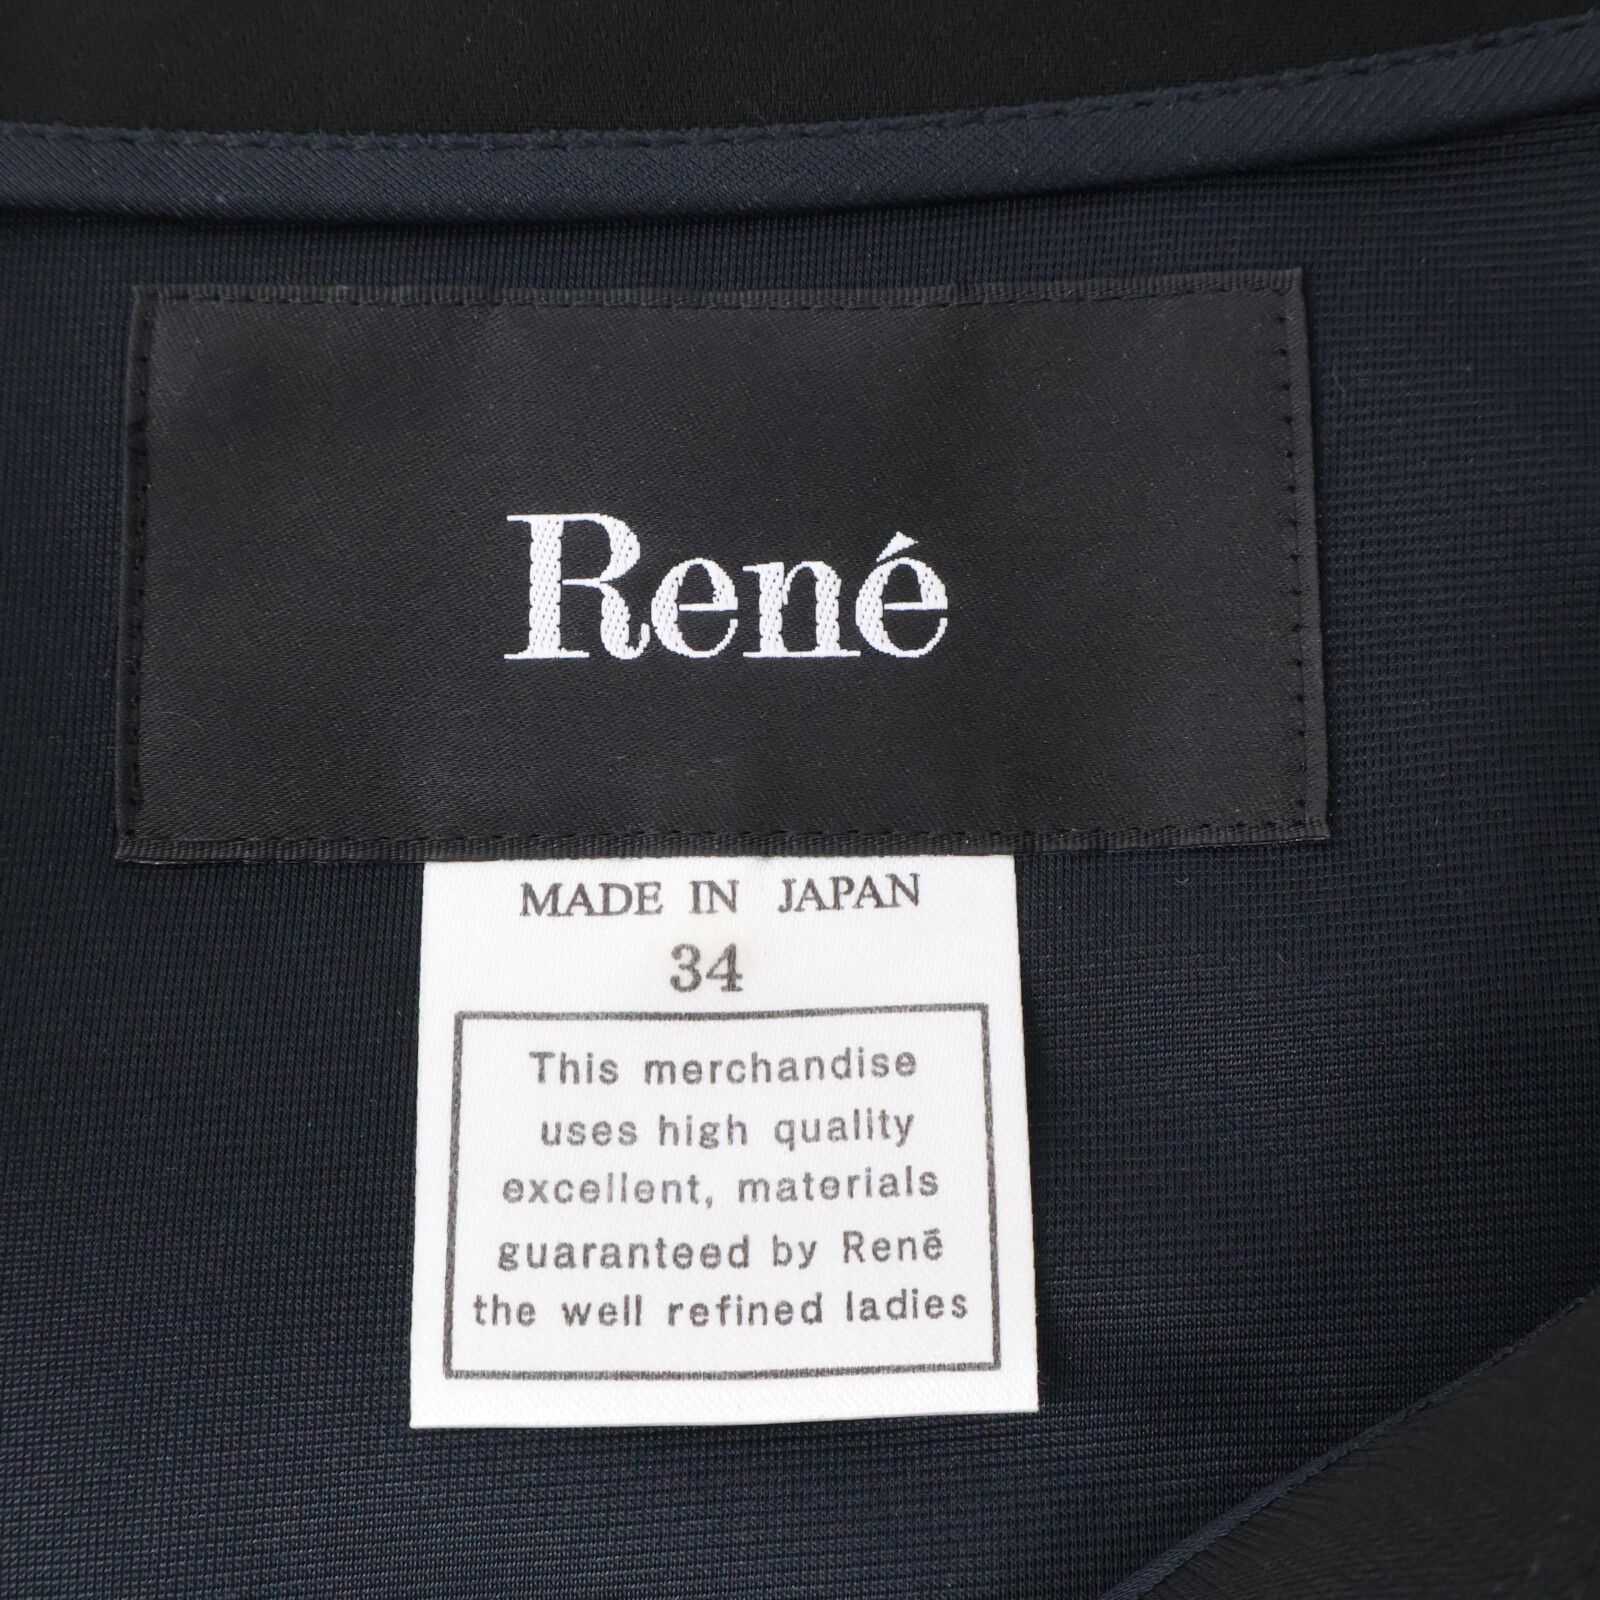 René
MADE IN JAPAN
34
This merchandise
uses high quality
excellent, materials
guaranteed by René
the well refined ladies